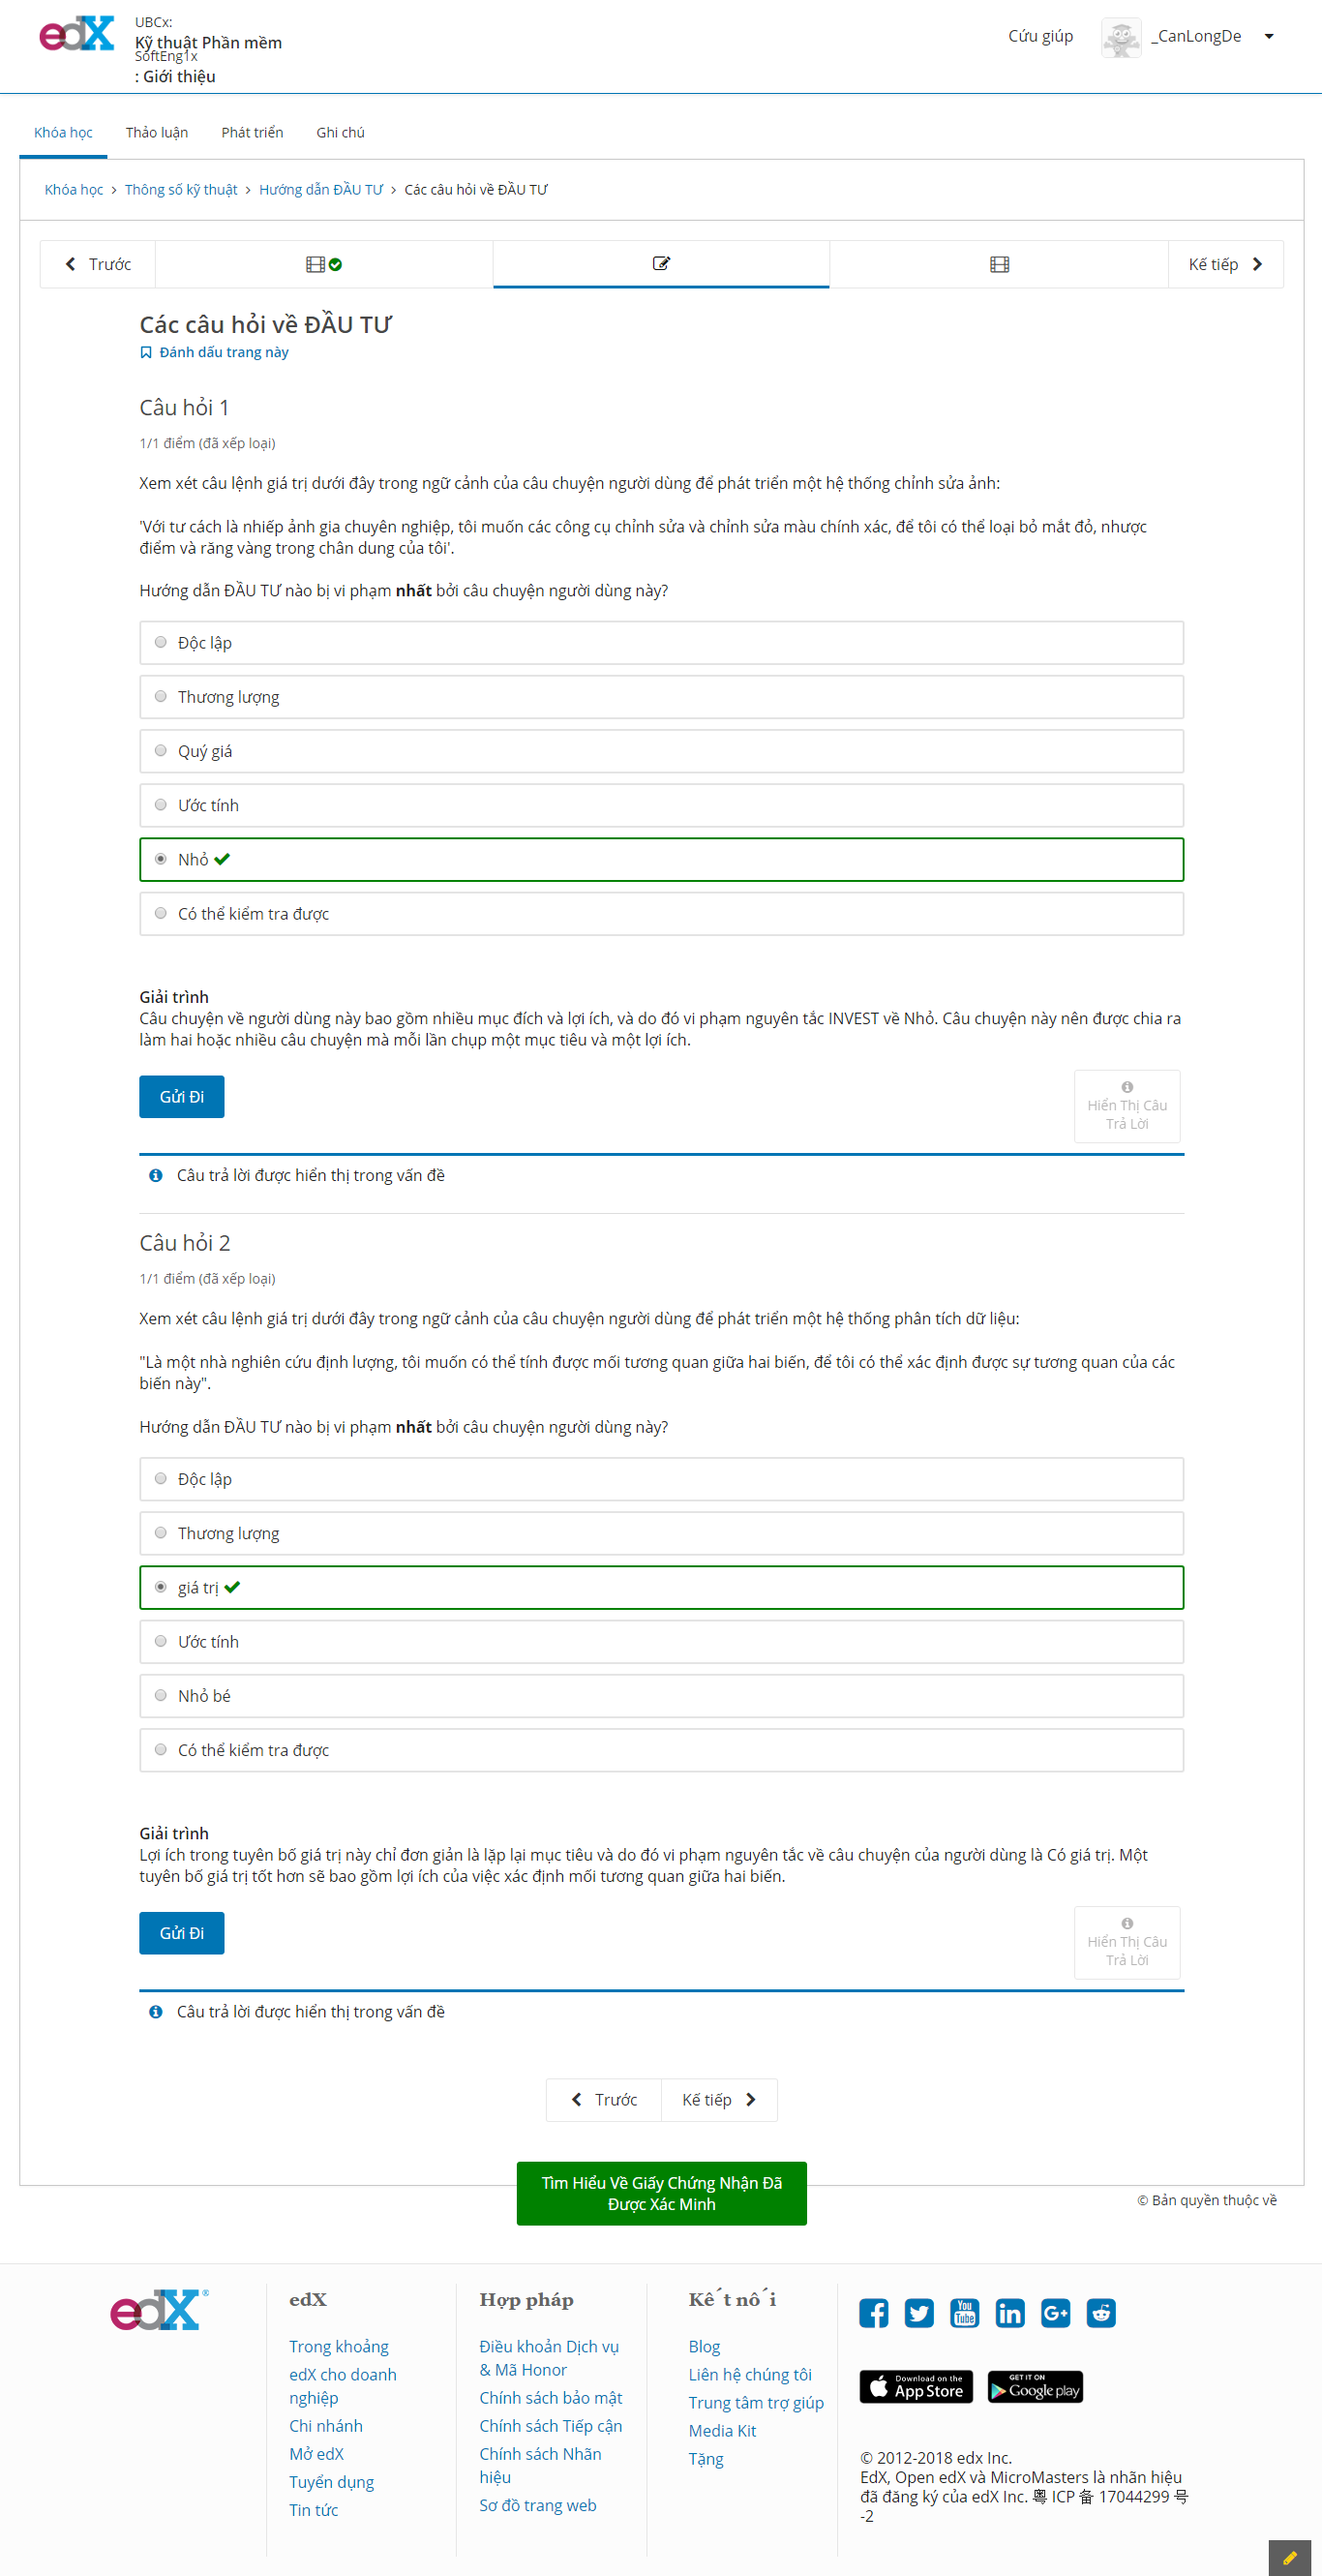 edX
UBCx:
Kỹ thuật Phần mềm
SoftEng1x
: Giới thiệu
Cứu giúp
_CanLongDe
Khóa học
Thảo luận
Phát triển
Ghi chú
Khóa học > Thông số kỹ thuật > Hướng dẫn ĐẦU TƯ > Các câu hỏi về ĐẦU TƯ
Trước
Kế tiếp
Các câu hỏi về ĐẦU TƯ
Đánh dấu trang này
Câu hỏi 1
1/1 điểm (đã xếp loại)
Xem xét câu lệnh giá trị dưới đây trong ngữ cảnh của câu chuyện người dùng để phát triển một hệ thống chỉnh sửa ảnh:
'Với tư cách là nhiếp ảnh gia chuyên nghiệp, tôi muốn các công cụ chỉnh sửa và chỉnh sửa màu chính xác, để tôi có thể loại bỏ mắt đỏ, nhược
điểm và răng vàng trong chân dung của tôi'.
Hướng dẫn ĐẦU TƯ nào bị vi phạm nhất bởi câu chuyện người dùng này?
Độc lập
Thương lượng
Quý giá
Ước tính
Nhỏ
Có thể kiểm tra được
Giải trình
Câu chuyện về người dùng này bao gồm nhiều mục đích và lợi ích, và do đó vi phạm nguyên tắc INVEST về Nhỏ. Câu chuyện này nên được chia ra
làm hai hoặc nhiều câu chuyện mà mỗi lần chụp một mục tiêu và một lợi ích.
Gửi Đi
Hiển Thị Câu
Trả Lời
Câu trả lời được hiển thị trong vấn đề
Câu hỏi 2
1/1 điểm (đã xếp loại)
Xem xét câu lệnh giá trị dưới đây trong ngữ cảnh của câu chuyện người dùng để phát triển một hệ thống phân tích dữ liệu:
"Là một nhà nghiên cứu định lượng, tôi muốn có thể tính được mối tương quan giữa hai biến, để tôi có thể xác định được sự tương quan của các
biến này".
Hướng dẫn ĐẦU TƯ nào bị vi phạm nhất bởi câu chuyện người dùng này?
Độc lập
Thương lượng
giá trị
Ước tính
Nhỏ bé
Có thể kiểm tra được
Giải trình
Lợi ích trong tuyên bố giá trị này chỉ đơn giản là lặp lại mục tiêu và do đó vi phạm nguyên tắc về câu chuyện của người dùng là Có giá trị. Một
tuyên bố giá trị tốt hơn sẽ bao gồm lợi ích của việc xác định mối tương quan giữa hai biến.
Gửi Đi
Hiển Thị Câu
Trả Lời
Câu trả lời được hiển thị trong vấn đề
Trước
Kế tiếp
Tìm Hiểu Về Giấy Chứng Nhận Đã
Được Xác Minh
© Bản quyền thuộc về
edX®
edX
Trong khoảng
edX cho doanh
nghiệp
Chi nhánh
Mở edX
Tuyển dụng
Tin tức
Hợp pháp
Điều khoản Dịch vụ
& Mã Honor
Chính sách bảo mật
Chính sách Tiếp cận
Chính sách Nhãn
hiệu
Sơ đồ trang web
Kết nối
Blog
Liên hệ chúng tôi
Trung tâm trợ giúp
Media Kit
Tặng
You
Tube
in
G+
Download on the
App Store
GET IT ON
Google play
© 2012-2018 edx Inc.
EdX, Open edX và MicroMasters là nhãn hiệu
đã đăng ký của edX Inc. 粤 ICP 备 17044299 号
-2